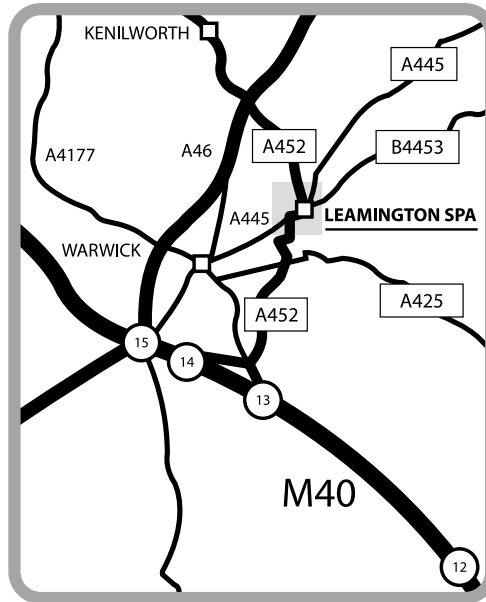 KENILWORTH
A445
A4177
A46
A452
B4453
A445
LEAMINGTON SPA
WARWICK
A425
A452
15
14
13
M40
12